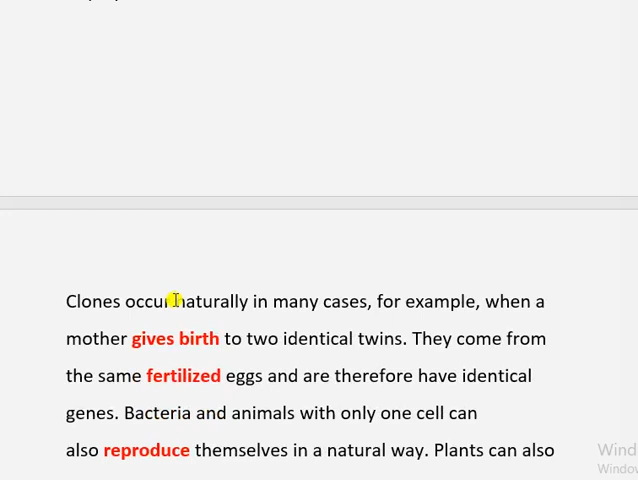 Clones occur naturally in many cases, for example, when a
mother gives birth to two identical twins. They come from
the same fertilized eggs and are therefore have identical
genes. Bacteria and animals with only one cell can
also reproduce themselves in a natural way. Plants can also
Wind
Window